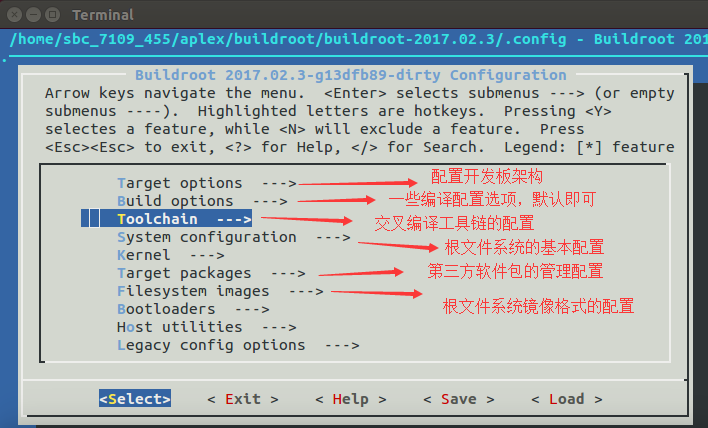 Terminal
/home/sbc_7109_455/aplex/buildroot/buildroot-2017.02.3/.config - Buildroot 201
Buildroot 2017.02.3-g13dfb89-dirty Configuration
Arrow keys navigate the menu.  <Enter> selects submenus ---> (or empty
submenus ----).  Highlighted letters are hotkeys.  Pressing <Y>
selectes a feature, while <N> will exclude a feature.  Press
<Esc><Esc> to exit, <?> for Help, </> for Search.  Legend: [*] feature
Target options  ---> 配置开发板架构
Build options  ---> 一些编译配置选项，默认即可
Toolchain  ---> 交叉编译工具链的配置
System configuration  ---> 根文件系统的基本配置
Kernel  --->
Target packages  ---> 第三方软件包的管理配置
Filesystem images  ---> 根文件系统镜像格式的配置
Bootloaders  --->
Host utilities  --->
Legacy config options  --->
<Select>    < Exit >    < Help >    < Save >    < Load >